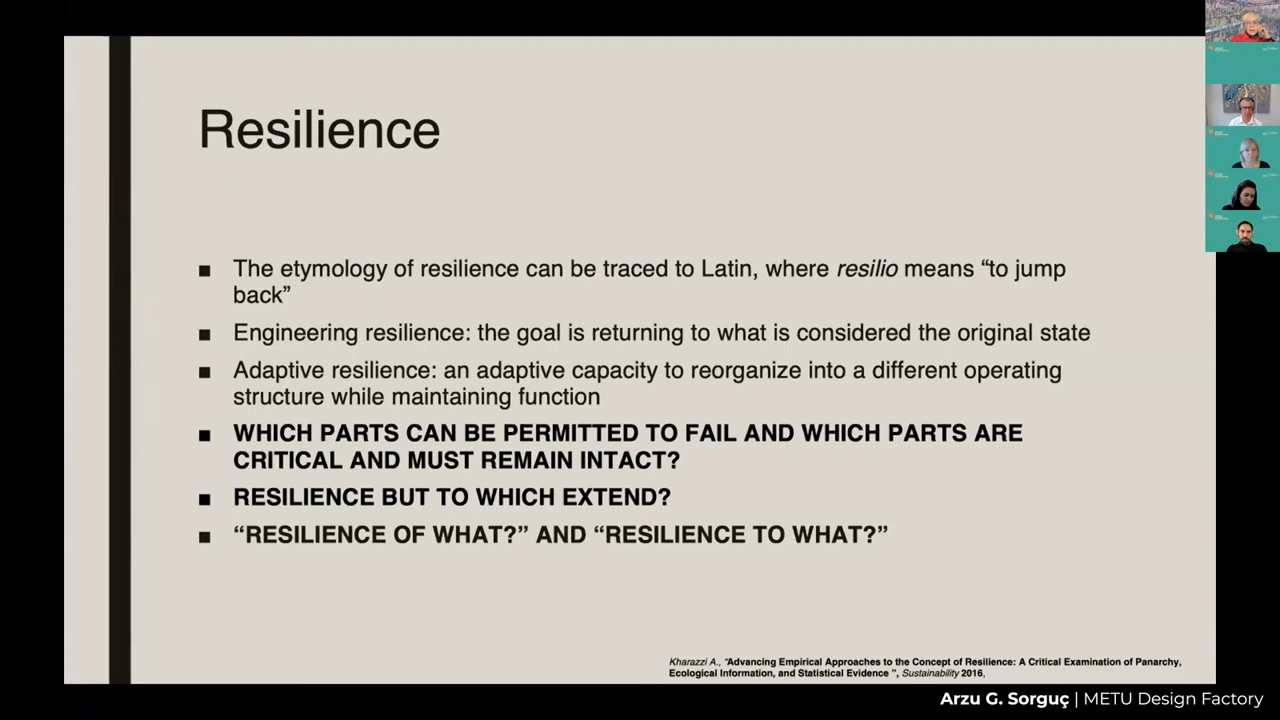 Resilience
■ The etymology of resilience can be traced to Latin, where resilio means “to jump
back”
■ Engineering resilience: the goal is returning to what is considered the original state
■ Adaptive resilience: an adaptive capacity to reorganize into a different operating
structure while maintaining function
■ WHICH PARTS CAN BE PERMITTED TO FAIL AND WHICH PARTS ARE
CRITICAL AND MUST REMAIN INTACT?
■ RESILIENCE BUT TO WHICH EXTEND?
■ “RESILIENCE OF WHAT?” AND “RESILIENCE TO WHAT?”
Kharazzi A., “Advancing Empirical Approaches to the Concept of Resilience: A Critical Examination of Panarchy,
Ecological Information, and Statistical Evidence ”, Sustainability 2016,
Arzu G. Sorguç | METU Design Factory